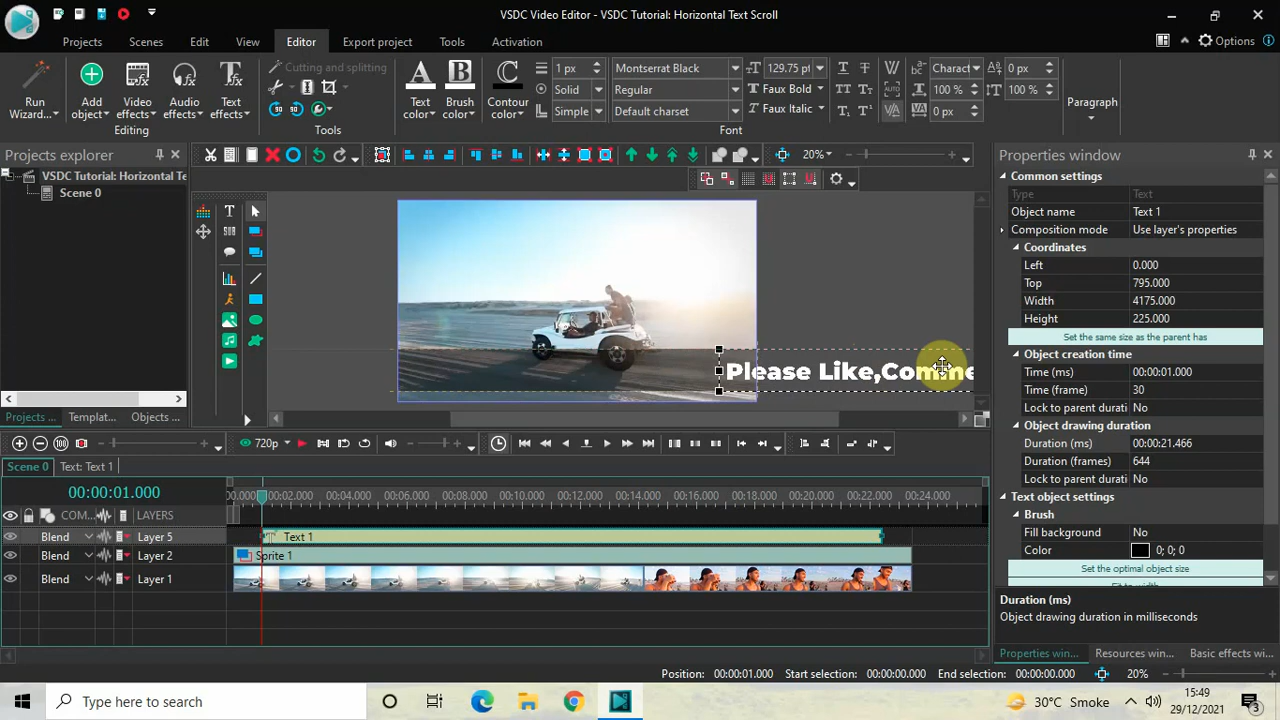 VSDC Video Editor - VSDC Tutorial: Horizontal Text Scroll
Projects Scenes Edit View Editor Export project Tools Activation
Options
Run Wizard...
Add object
Video effects
Audio effects
Text effects
Editing
Cutting and splitting
Tools
Text color
Brush color
Contour color
1 px
Solid
Simple
Montserrat Black
Regular
Default charset
129.75 pt
Faux Bold
Faux Italic
Font
Charact
100 %
0 px
0 px
100 %
Paragraph
Projects explorer
VSDC Tutorial: Horizontal Te
Scene 0
20%
Please Like,Comme
Projects ... Templat... Objects ...
Properties window
Common settings
Type Text
Object name Text 1
Composition mode Use layer's properties
Coordinates
Left 0.000
Top 795.000
Width 4175.000
Height 225.000
Set the same size as the parent has
Object creation time
Time (ms) 00:00:01.000
Time (frame) 30
Lock to parent durati No
Object drawing duration
Duration (ms) 00:00:21.466
Duration (frames) 644
Lock to parent durati No
Text object settings
Brush
Fill background No
Color 0; 0; 0
Set the optimal object size
Duration (ms)
Object drawing duration in milliseconds
Properties win... Resources win... Basic effects wi...
720p
Scene 0 Text: Text 1
00:00:01.000
0.000 00:00:02.000 00:00:04.000 00:00:06.000 00:00:08.000 00:00:10.000 00:00:12.000 00:00:14.000 00:00:16.000 00:00:18.000 00:00:20.000 00:00:22.000 00:00:24.000
COM... LAYERS
Blend Layer 5 Text 1
Blend Layer 2 Sprite 1
Blend Layer 1
Position: 00:00:01.000 Start selection: 00:00:00.000 End selection: 00:00:00.000 20%
Type here to search
30°C Smoke
15:49
29/12/2021
3